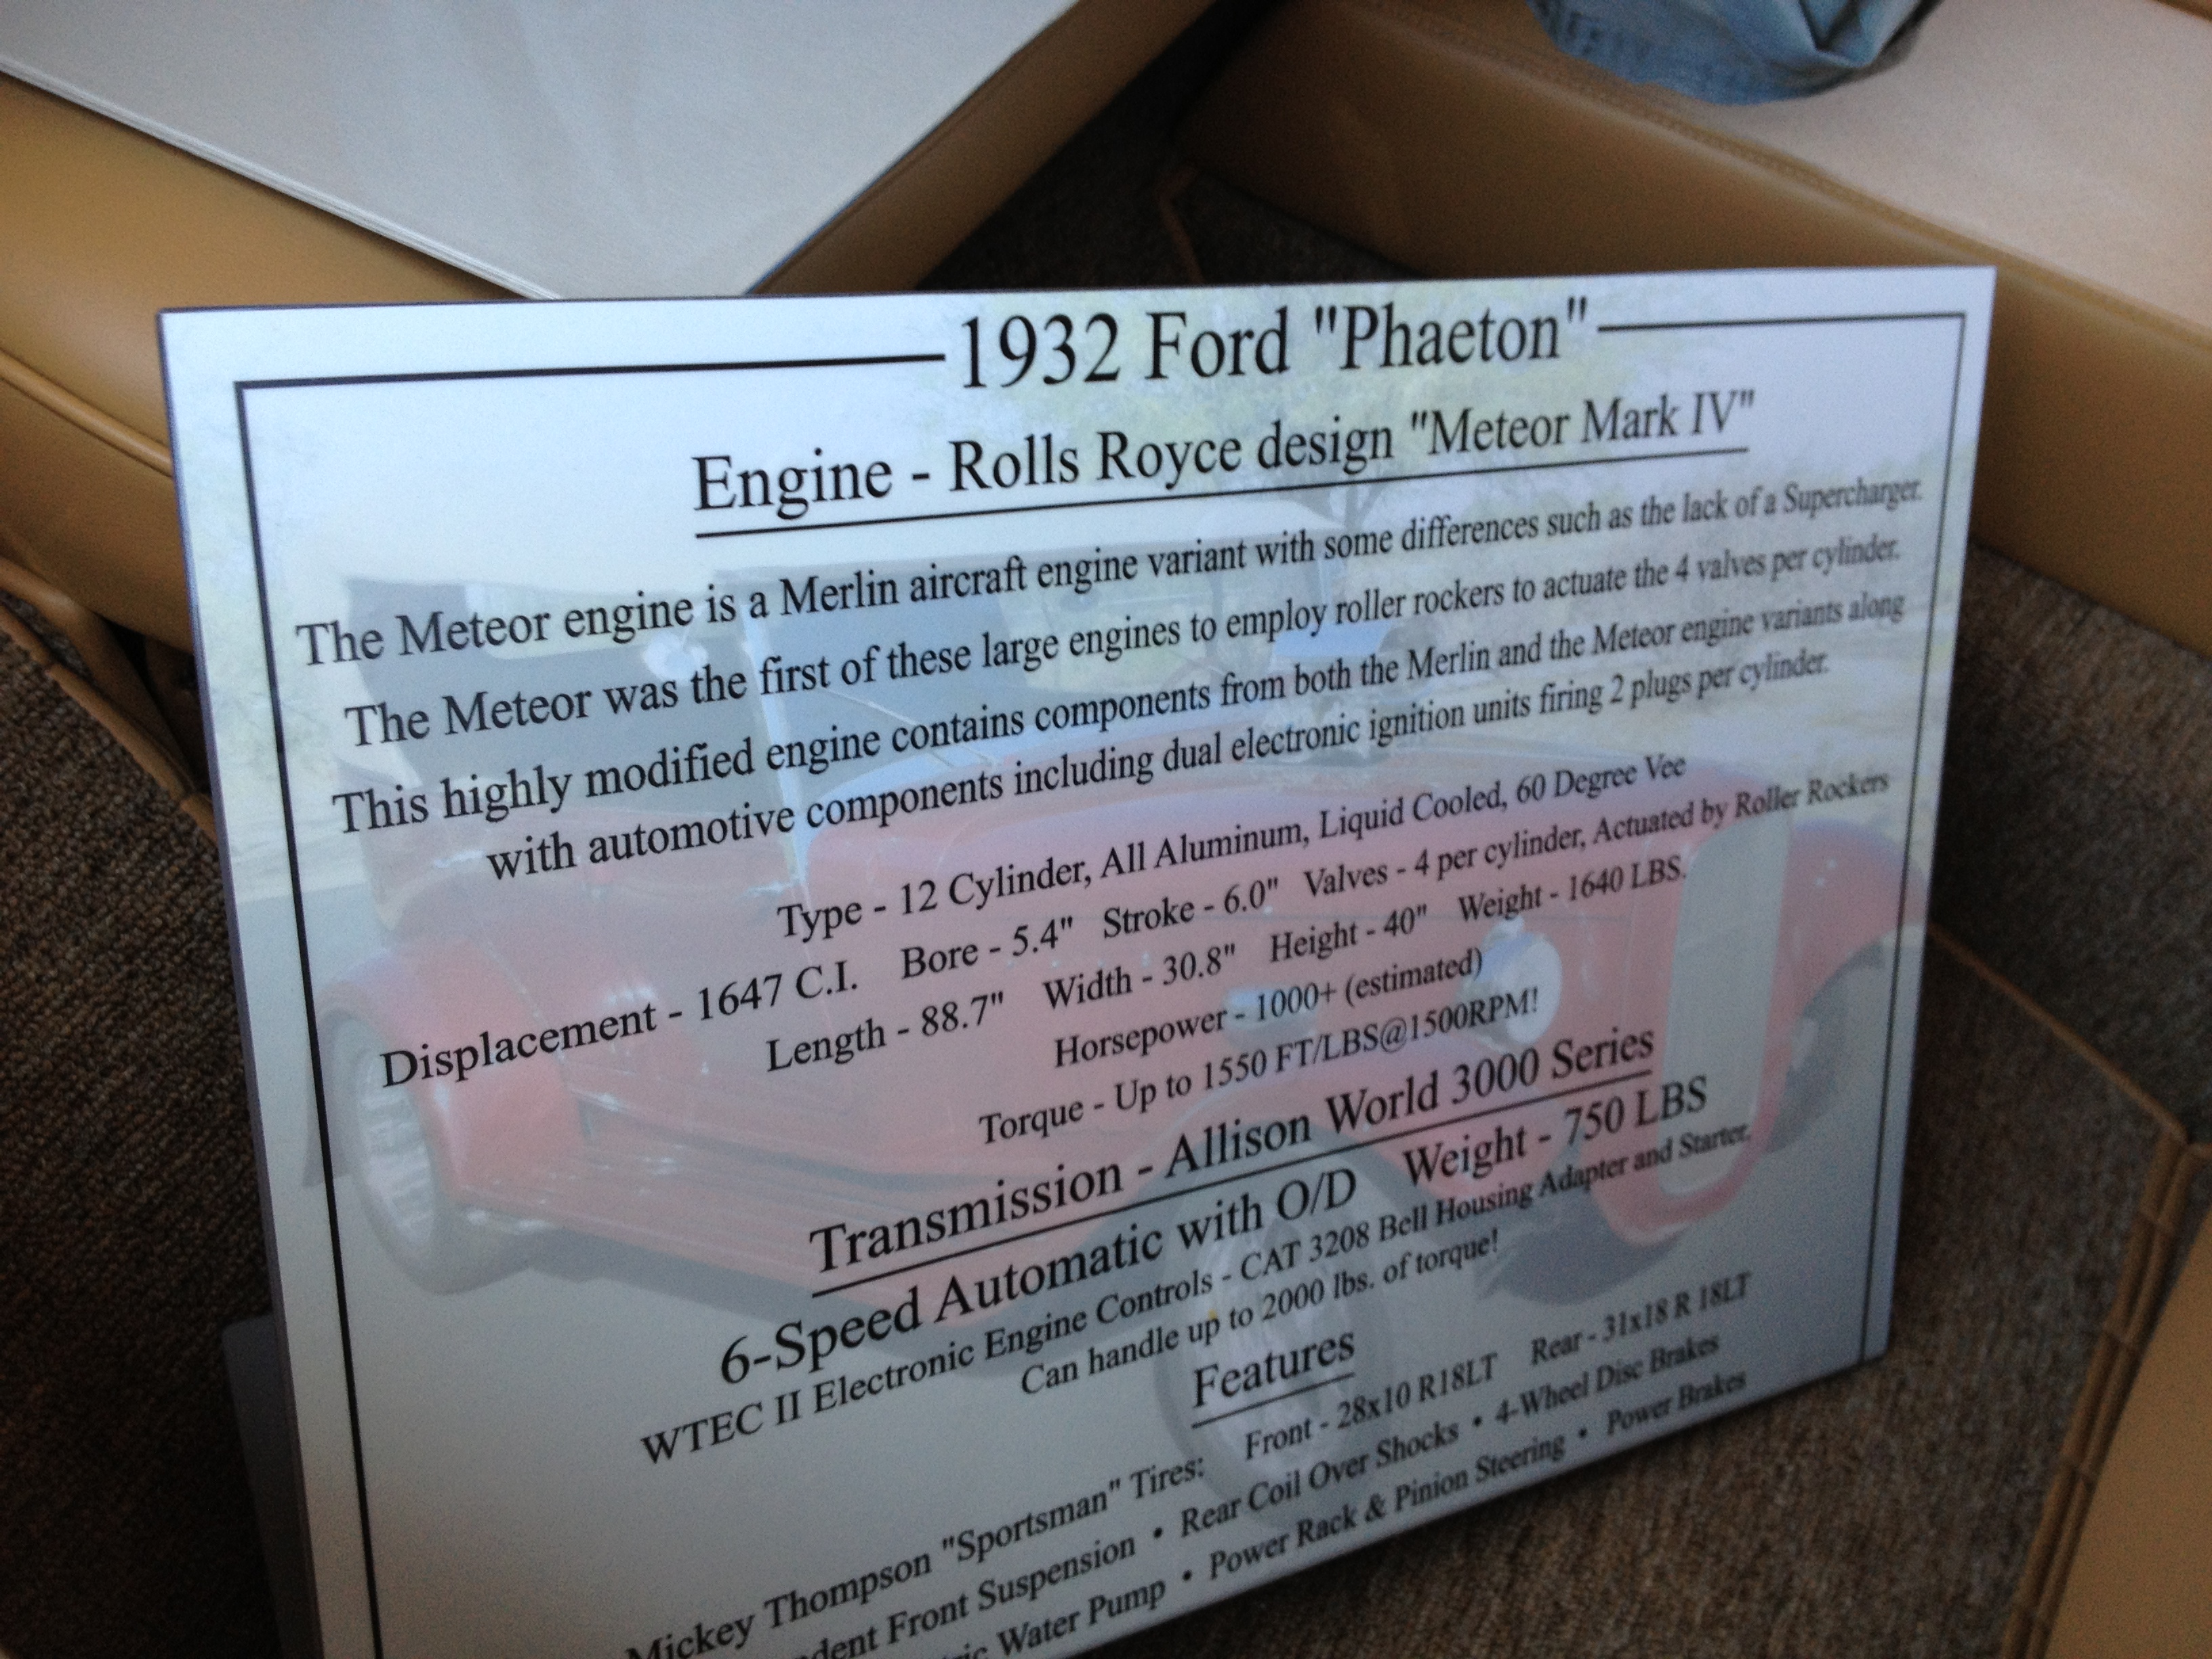 1932 Ford "Phaeton"
Engine - Rolls Royce design "Meteor Mark IV"
The Meteor engine is a Merlin aircraft engine variant with some differences such as the lack of a Supercharger.
The Meteor was the first of these large engines to employ roller rockers to actuate the 4 valves per cylinder.
This highly modified engine contains components from both the Merlin and the Meteor engine variants along
with automotive components including dual electronic ignition units firing 2 plugs per cylinder.
Type - 12 Cylinder, All Aluminum, Liquid Cooled, 60 Degree Vee
Displacement - 1647 C.I. Bore - 5.4" Stroke - 6.0" Valves - 4 per cylinder, Actuated by Roller Rockers
Length - 88.7" Width - 30.8" Height - 40" Weight - 1640 LBS.
Horsepower - 1000+ (estimated)
Torque - Up to 1550 FT/LBS@1500RPM!
Transmission - Allison World 3000 Series
6-Speed Automatic with O/D Weight - 750 LBS
WTEC II Electronic Engine Controls - CAT 3208 Bell Housing Adapter and Starter.
Can handle up to 2000 lbs. of torque!
Features
Mickey Thompson "Sportsman" Tires: Front - 28x10 R18LT Rear - 31x18 R 18LT
Front Suspension • Rear Coil Over Shocks • 4-Wheel Disc Brakes
Water Pump • Power Rack & Pinion Steering • Power Brakes